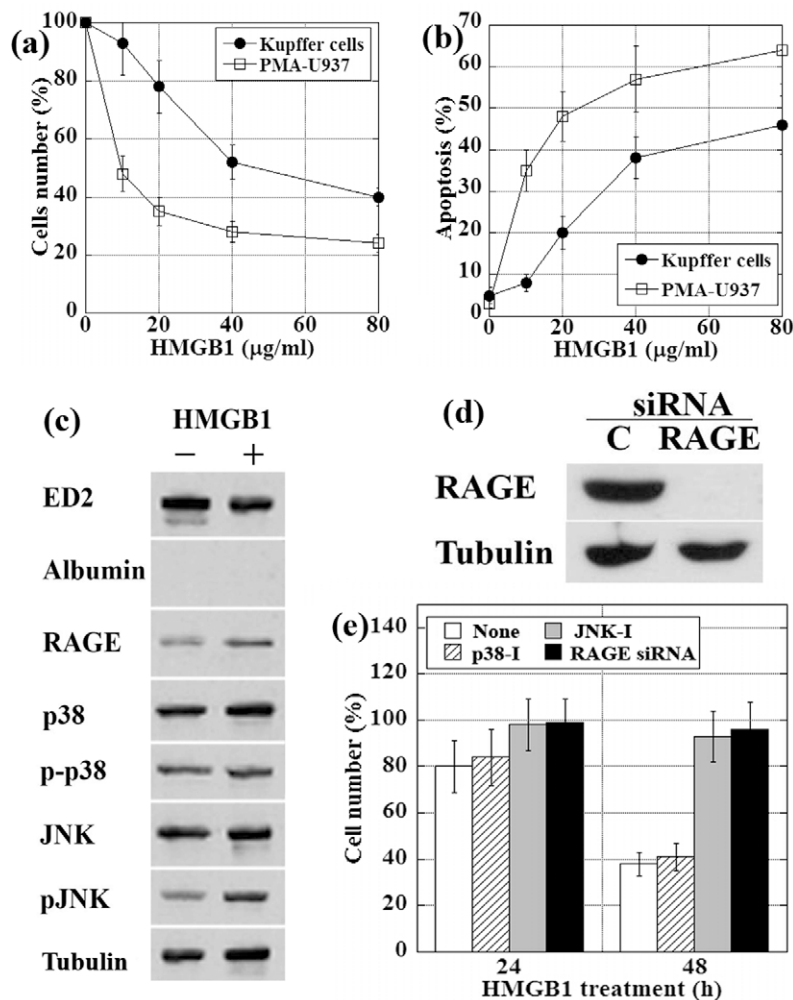 (a)
100
80
60
40
20
0
Cells number (%)
Kupffer cells
PMA-U937
0 20 40 60 80
HMGB1 (μg/ml)
(b)
70
60
50
40
30
20
10
0
Apoptosis (%)
Kupffer cells
PMA-U937
0 20 40 60 80
HMGB1 (μg/ml)
(c)
HMGB1
− +
ED2
Albumin
RAGE
p38
p-p38
JNK
pJNK
Tubulin
(d)
siRNA
C RAGE
RAGE
Tubulin
(e)
140
120
100
80
60
40
20
0
Cell number (%)
None JNK-I
p38-I RAGE siRNA
24 48
HMGB1 treatment (h)